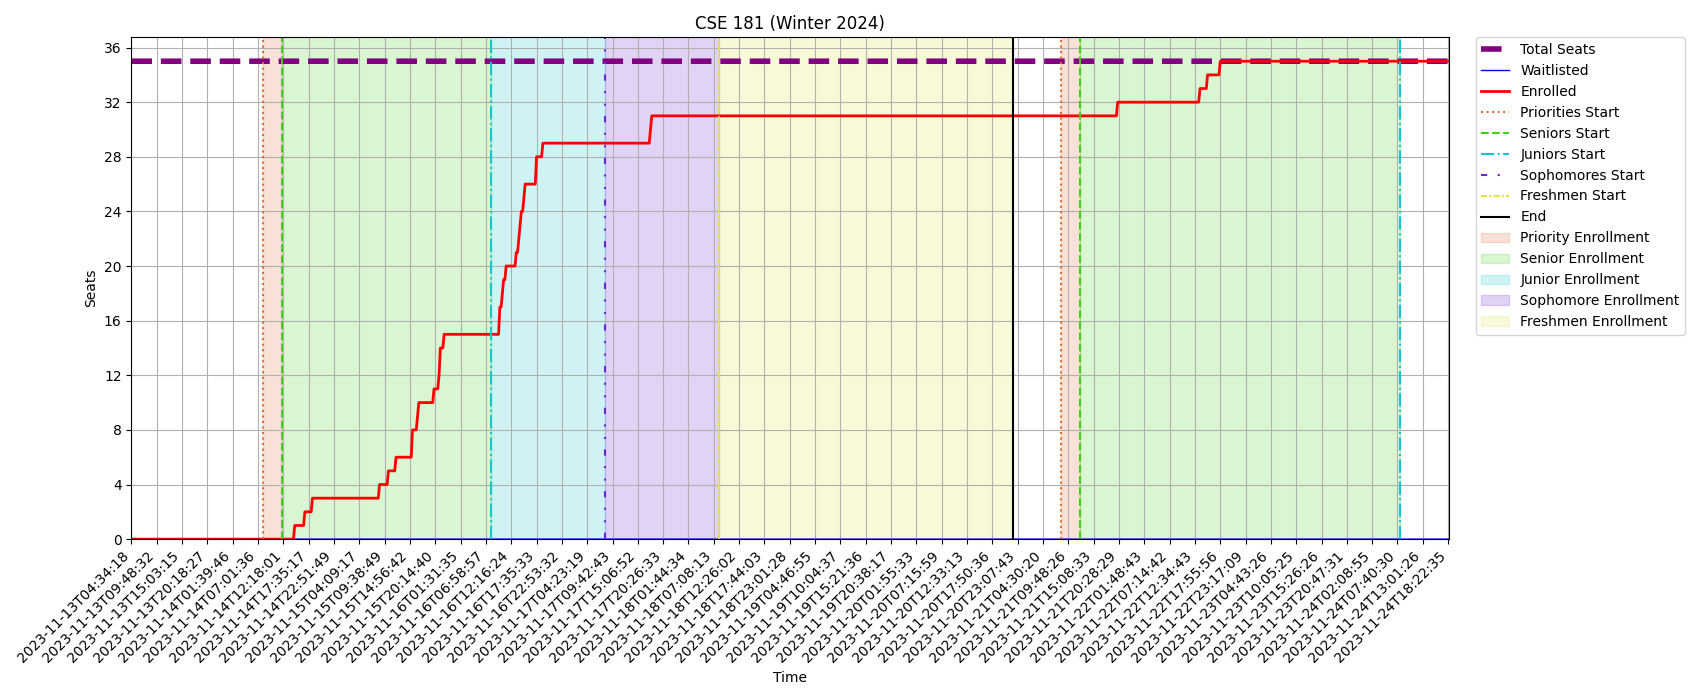 CSE 181 (Winter 2024)
Seats
36
32
28
24
20
16
12
8
4
0
2023-11-13T04:34:18
2023-11-13T09:48:32
2023-11-13T15:03:15
2023-11-13T20:18:27
2023-11-14T01:39:46
2023-11-14T07:01:36
2023-11-14T12:18:01
2023-11-14T17:35:17
2023-11-14T22:51:49
2023-11-15T04:09:17
2023-11-15T09:38:49
2023-11-15T14:56:42
2023-11-15T20:14:40
2023-11-16T01:31:35
2023-11-16T06:58:57
2023-11-16T12:16:24
2023-11-16T17:35:33
2023-11-16T22:53:32
2023-11-17T04:23:19
2023-11-17T09:42:43
2023-11-17T15:06:52
2023-11-17T20:26:33
2023-11-18T01:44:34
2023-11-18T07:08:13
2023-11-18T12:26:02
2023-11-18T17:44:03
2023-11-18T23:01:28
2023-11-19T04:46:55
2023-11-19T10:04:37
2023-11-19T15:21:36
2023-11-19T20:38:17
2023-11-20T01:55:33
2023-11-20T07:15:59
2023-11-20T12:33:13
2023-11-20T17:50:36
2023-11-20T23:07:43
2023-11-21T04:30:20
2023-11-21T09:48:26
2023-11-21T15:08:33
2023-11-21T20:28:29
2023-11-22T01:48:43
2023-11-22T07:14:42
2023-11-22T12:34:43
2023-11-22T17:55:56
2023-11-22T23:17:09
2023-11-23T04:43:26
2023-11-23T10:05:25
2023-11-23T15:26:26
2023-11-23T20:47:31
2023-11-24T02:08:55
2023-11-24T07:40:30
2023-11-24T13:01:26
2023-11-24T18:22:35
Time
Total Seats
Waitlisted
Enrolled
Priorities Start
Seniors Start
Juniors Start
Sophomores Start
Freshmen Start
End
Priority Enrollment
Senior Enrollment
Junior Enrollment
Sophomore Enrollment
Freshmen Enrollment